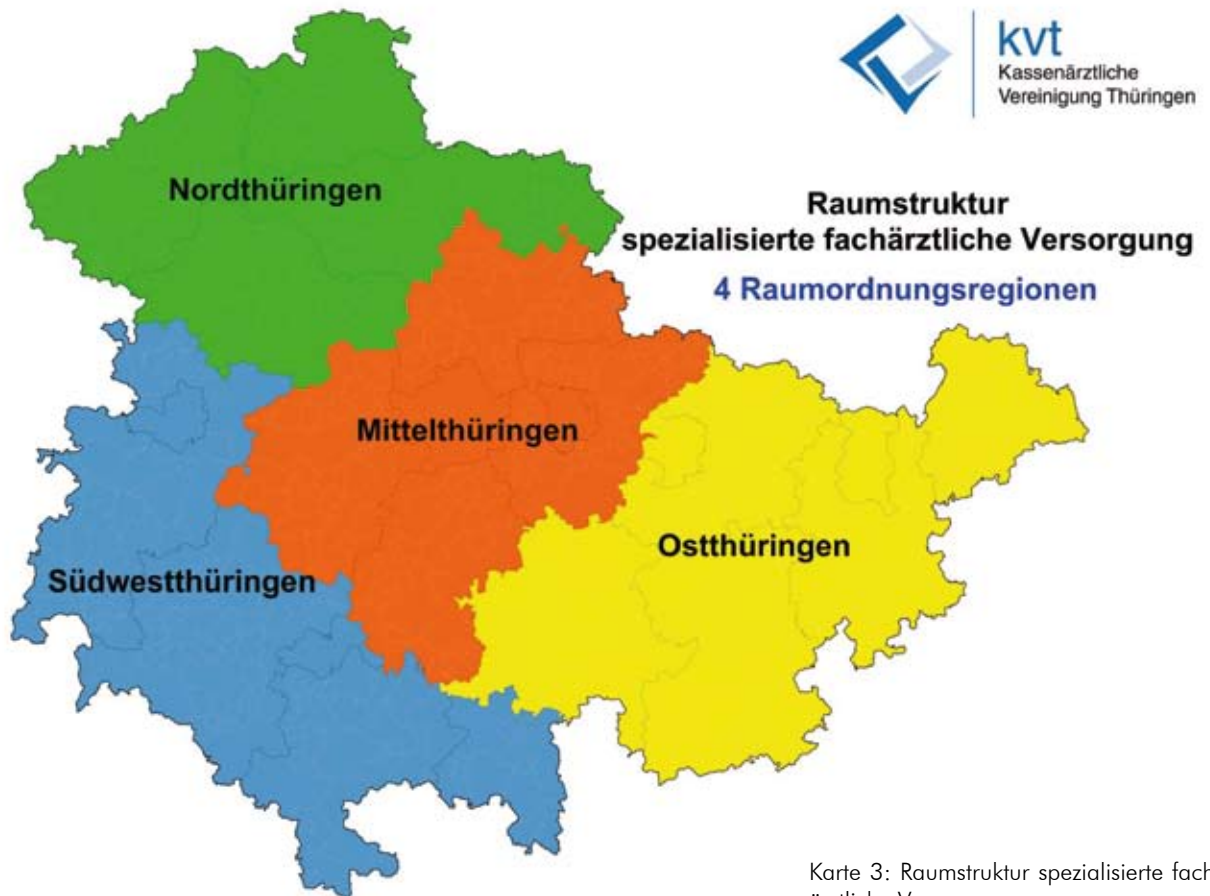 kvt
Kassenärztliche
Vereinigung Thüringen
Raumstruktur
spezialisierte fachärztliche Versorgung
4 Raumordnungsregionen
Nordthüringen
Mittelthüringen
Ostthüringen
Südwestthüringen
Karte 3: Raumstruktur spezialisierte fach